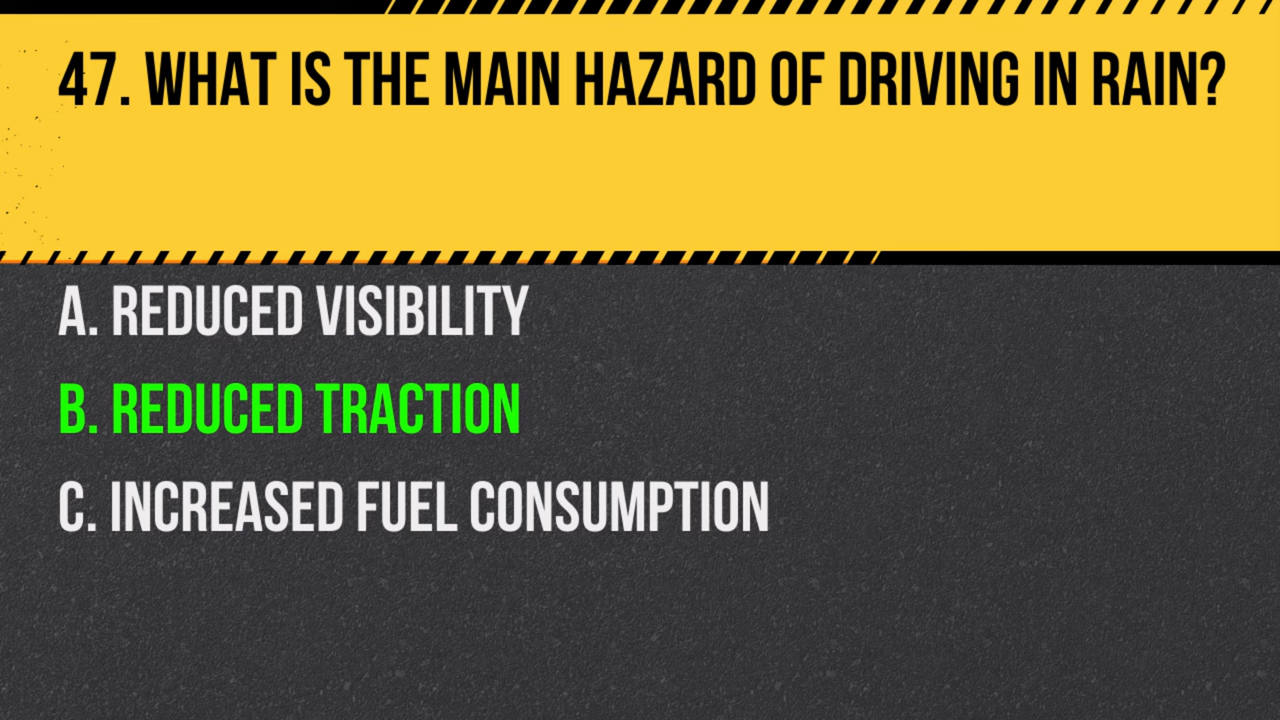 47. WHAT IS THE MAIN HAZARD OF DRIVING IN RAIN?
A. REDUCED VISIBILITY
B. REDUCED TRACTION
C. INCREASED FUEL CONSUMPTION